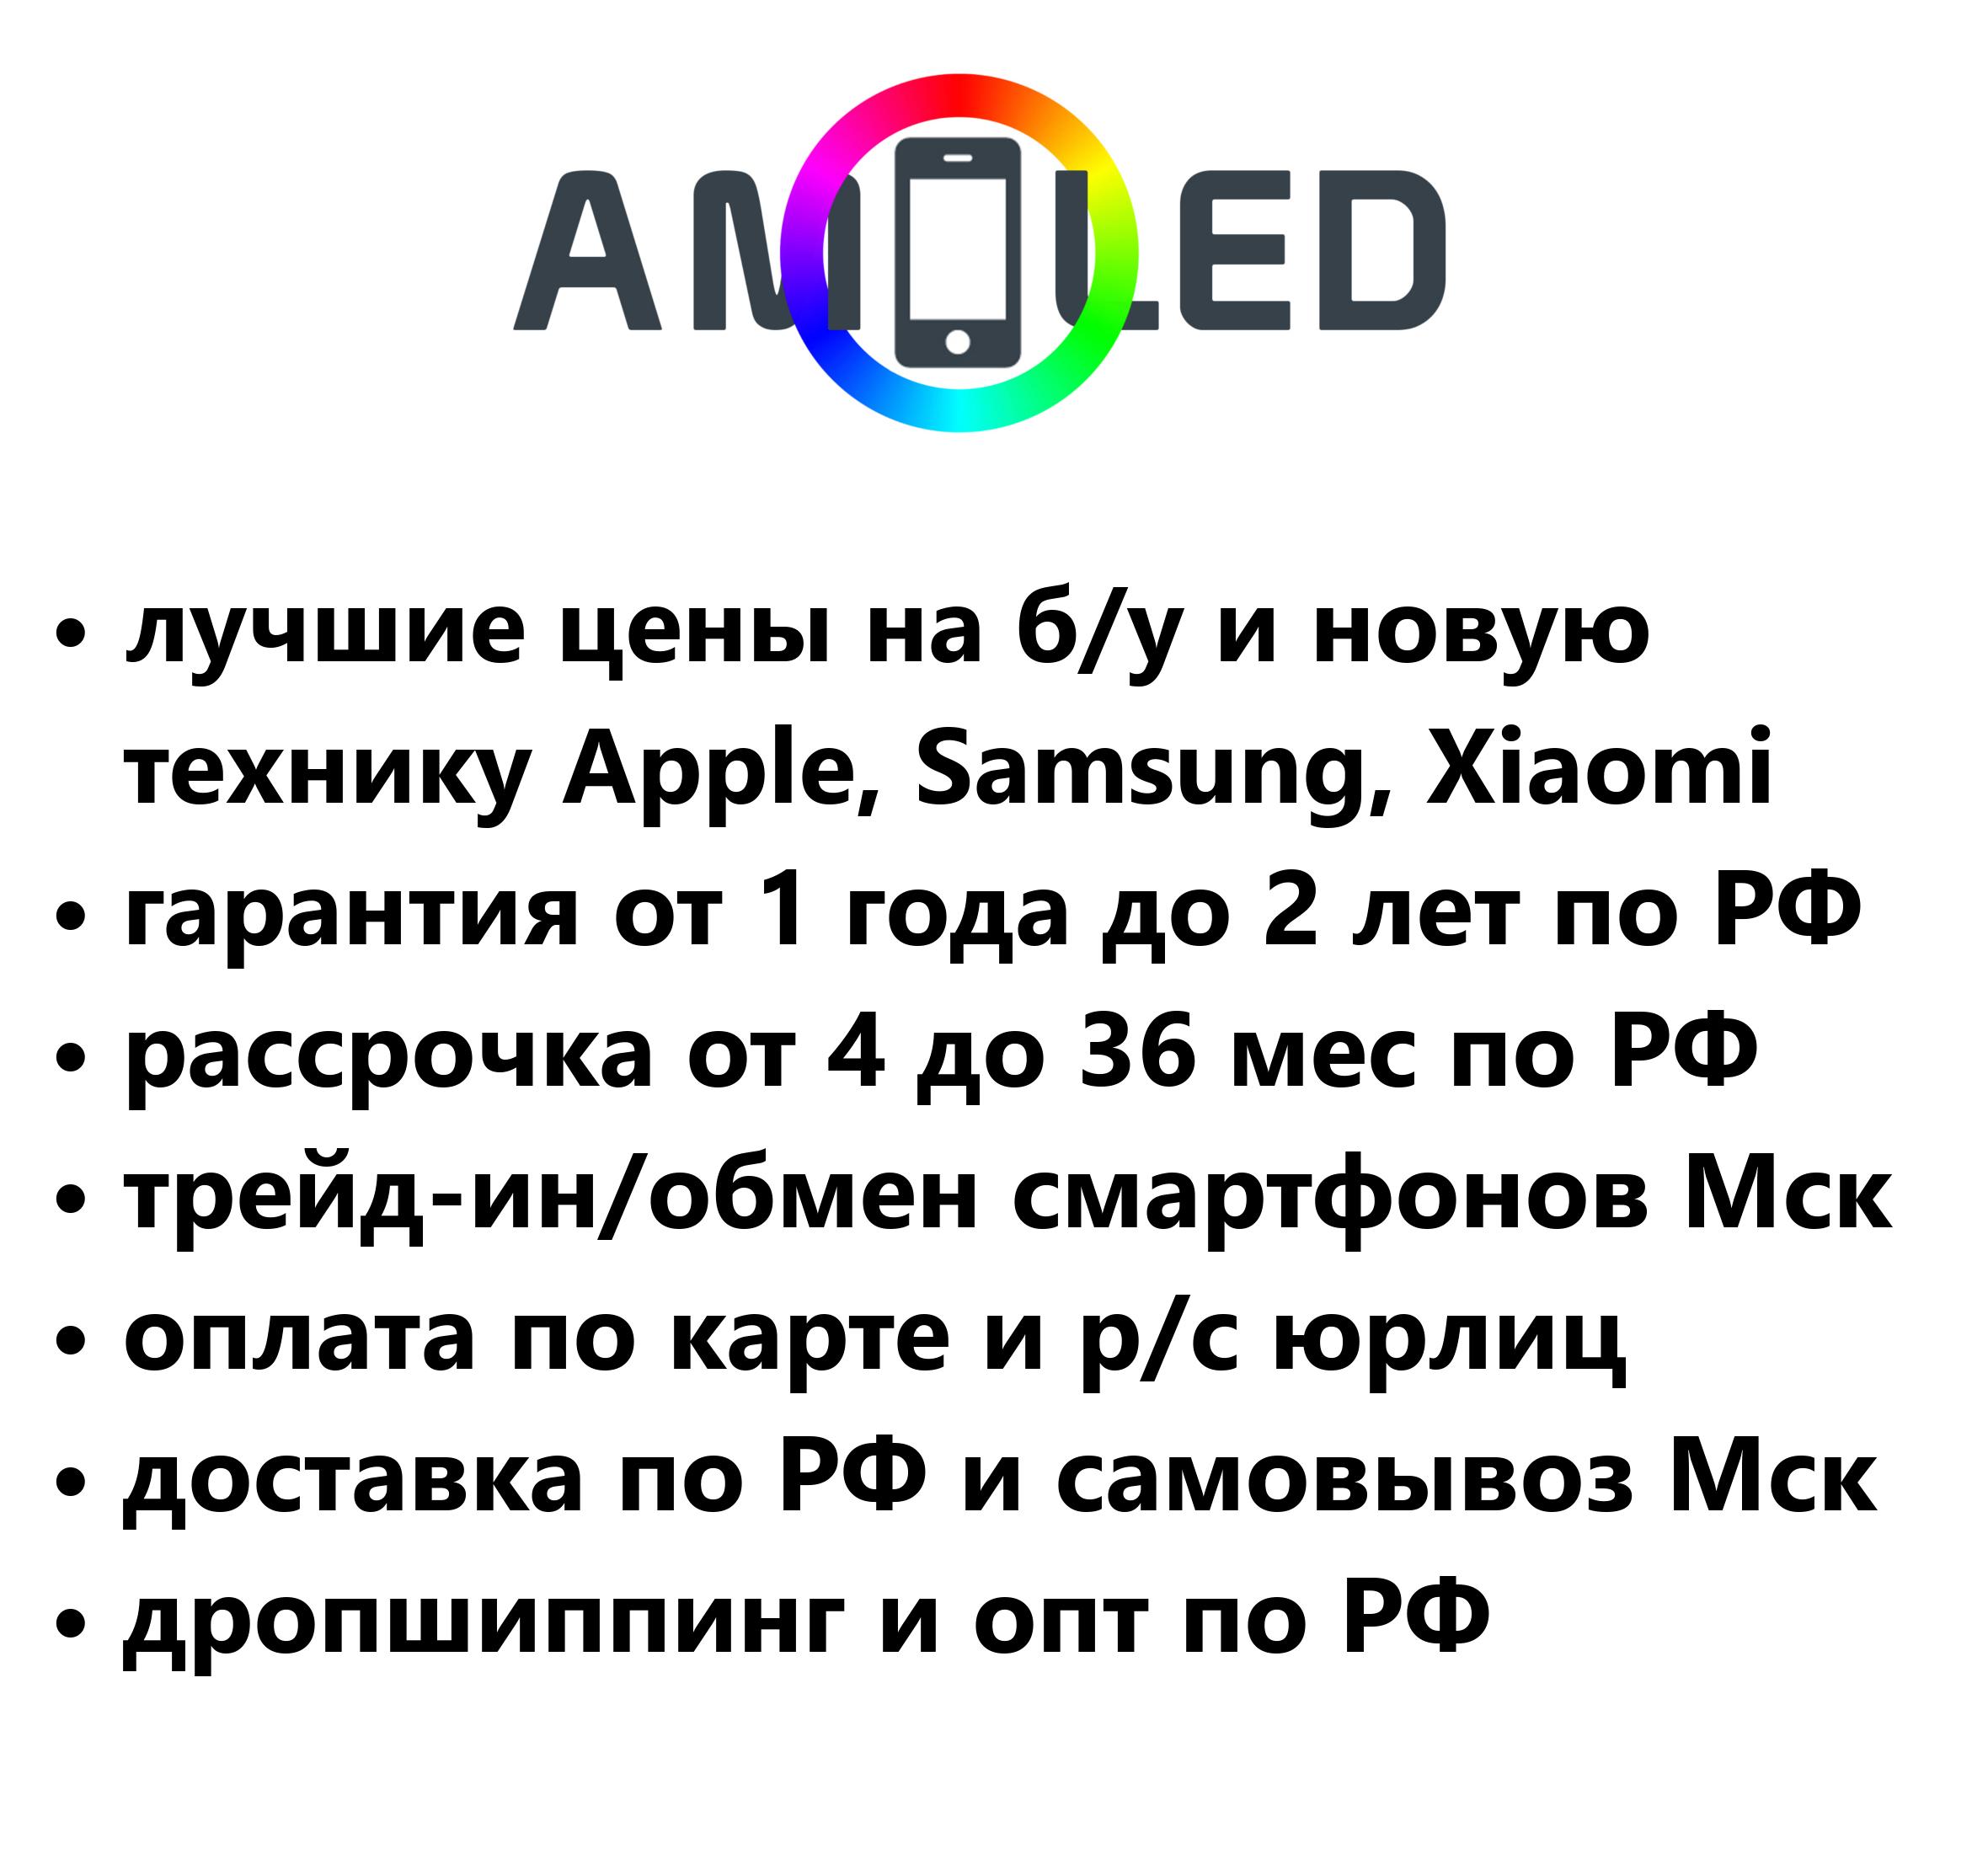 AMOLED
• лучшие цены на б/у и новую
технику Apple, Samsung, Xiaomi
• гарантия от 1 года до 2 лет по РФ
• рассрочка от 4 до 36 мес по РФ
• трейд-ин/обмен смартфонов Мск
• оплата по карте и р/с юрлиц
• доставка по РФ и самовывоз Мск
• дропшиппинг и опт по РФ